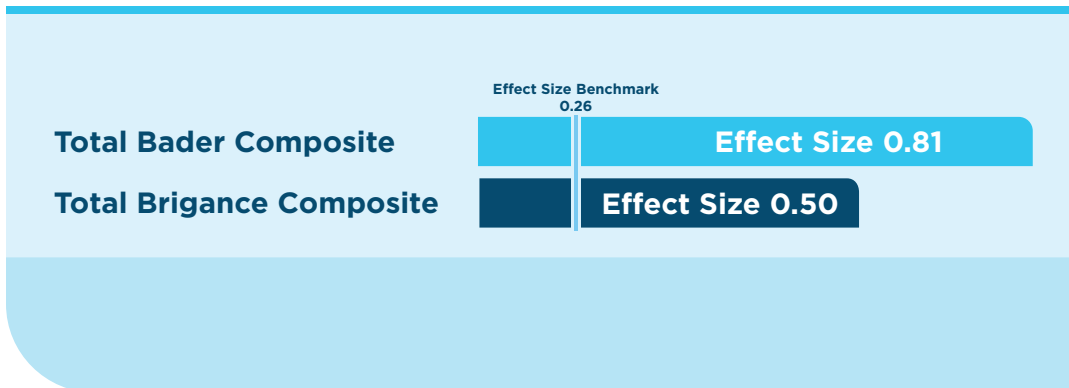 Effect Size Benchmark
0.26
Total Bader Composite
Effect Size 0.81
Total Brigance Composite
Effect Size 0.50